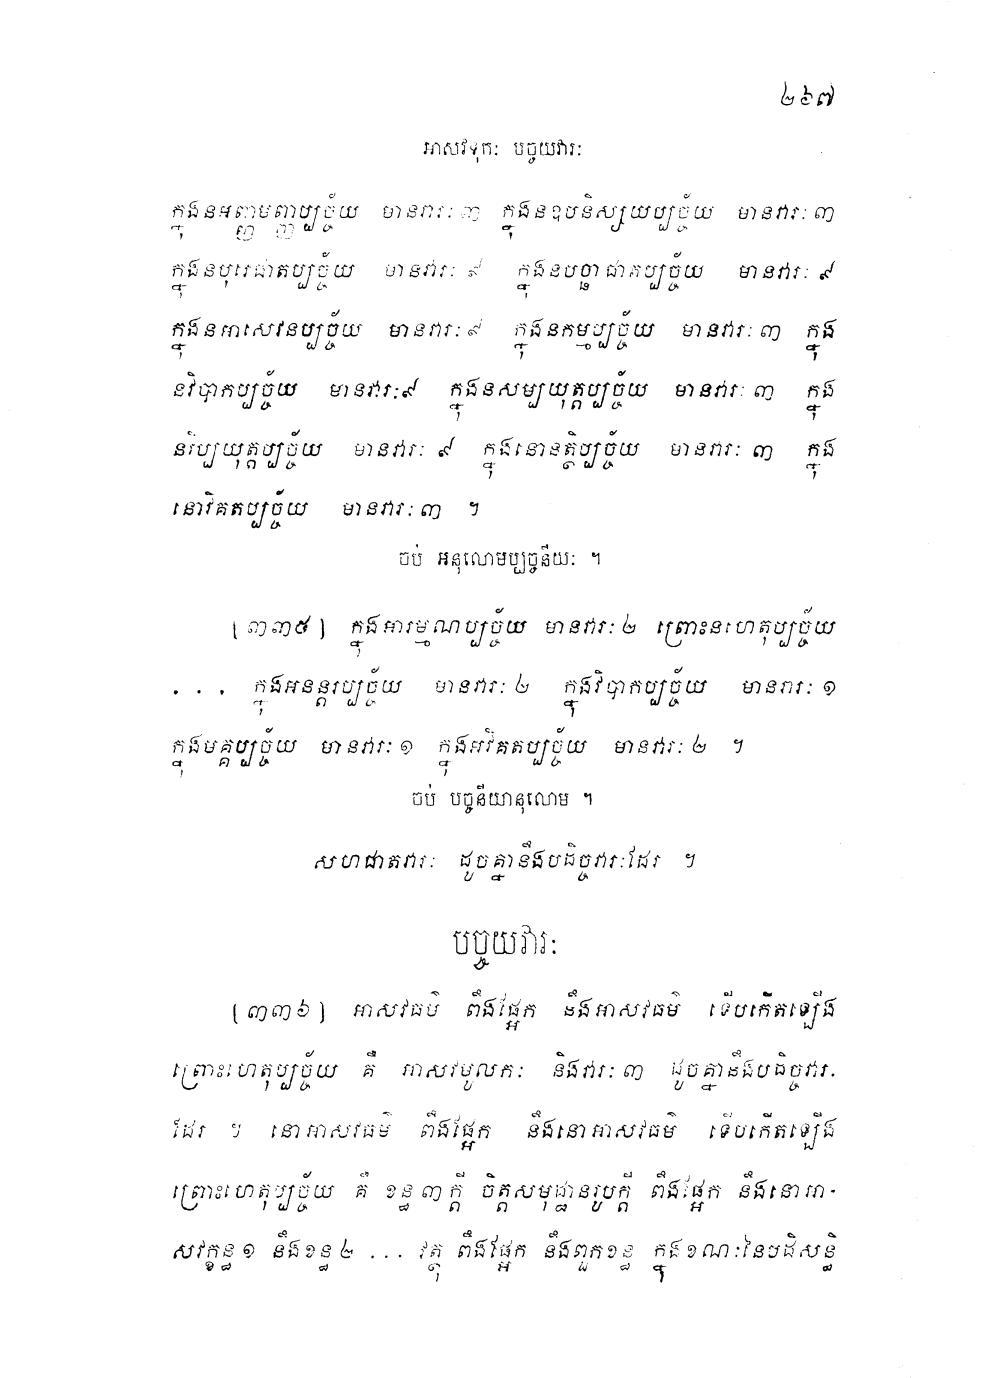 ២៦៧
អាសវទុកៈ បច្ចយវារៈ
ក្នុងនអញ្ញមញ្ញប្បច្ច័យ មានវារៈ ៣ ក្នុងនឧបនិស្សយប្បច្ច័យ មានវារៈ ៣
ក្នុងនបុរេជាតប្បច្ច័យ មានវារៈ ៩ ក្នុងនបច្ឆាជាតប្បច្ច័យ មានវារៈ ៩
ក្នុងនអាសេវនប្បច្ច័យ មានវារៈ ៩ ក្នុងនកម្មប្បច្ច័យ មានវារៈ ៣ ក្នុង
នវិបាកប្បច្ច័យ មានវារៈ ៩ ក្នុងនសម្បយុត្តប្បច្ច័យ មានវារៈ ៣ ក្នុង
នវិប្បយុត្តប្បច្ច័យ មានវារៈ ៩ ក្នុងនោនត្ថិប្បច្ច័យ មានវារៈ ៣ ក្នុង
នោវិគតប្បច្ច័យ មានវារៈ ៣ ។
ចប់ អនុលោមប្បច្ចនីយៈ ។
[៣៣៥] ក្នុងអារម្មណប្បច្ច័យ មានវារៈ ២ ព្រោះនហេតុប្បច្ច័យ
... ក្នុងអនន្តរប្បច្ច័យ មានវារៈ ២ ក្នុងវិបាកប្បច្ច័យ មានវារៈ ១
ក្នុងមគ្គប្បច្ច័យ មានវារៈ ១ ក្នុងអវិគតប្បច្ច័យ មានវារៈ ២ ។
ចប់ បច្ចនីយានុលោម ។
សហជាតវារៈ ដូចគ្នានឹងបដិច្ចវារៈដែរ ។
បច្ចយវារៈ
[៣៣៦] អាសវធម៌ ពឹងផ្អែក នឹងអាសវធម៌ ទើបកើតឡើង
ព្រោះហេតុប្បច្ច័យ គឺ អាសវមូលកៈ និងវារៈ ៣ ដូចគ្នានឹងបដិច្ចវារៈ
ដែរ ។ នោអាសវធម៌ ពឹងផ្អែក នឹងនោអាសវធម៌ ទើបកើតឡើង
ព្រោះហេតុប្បច្ច័យ គឺ ខន្ធ ៣ ក្តី ចិត្តសមុដ្ឋានរូបក្តី ពឹងផ្អែក នឹងនោអា-
សវក្ខន្ធ ១ នឹងខន្ធ ២ ... វត្ថុ ពឹងផ្អែក នឹងពួកខន្ធ ក្នុងខណៈនៃបដិសន្ធិ